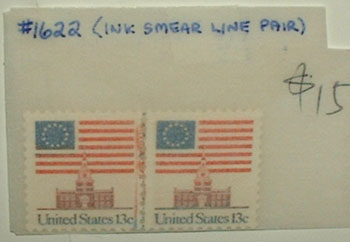 #1622 (INK SMEAR LINE PAIR)
$15
United States 13c
United States 13c